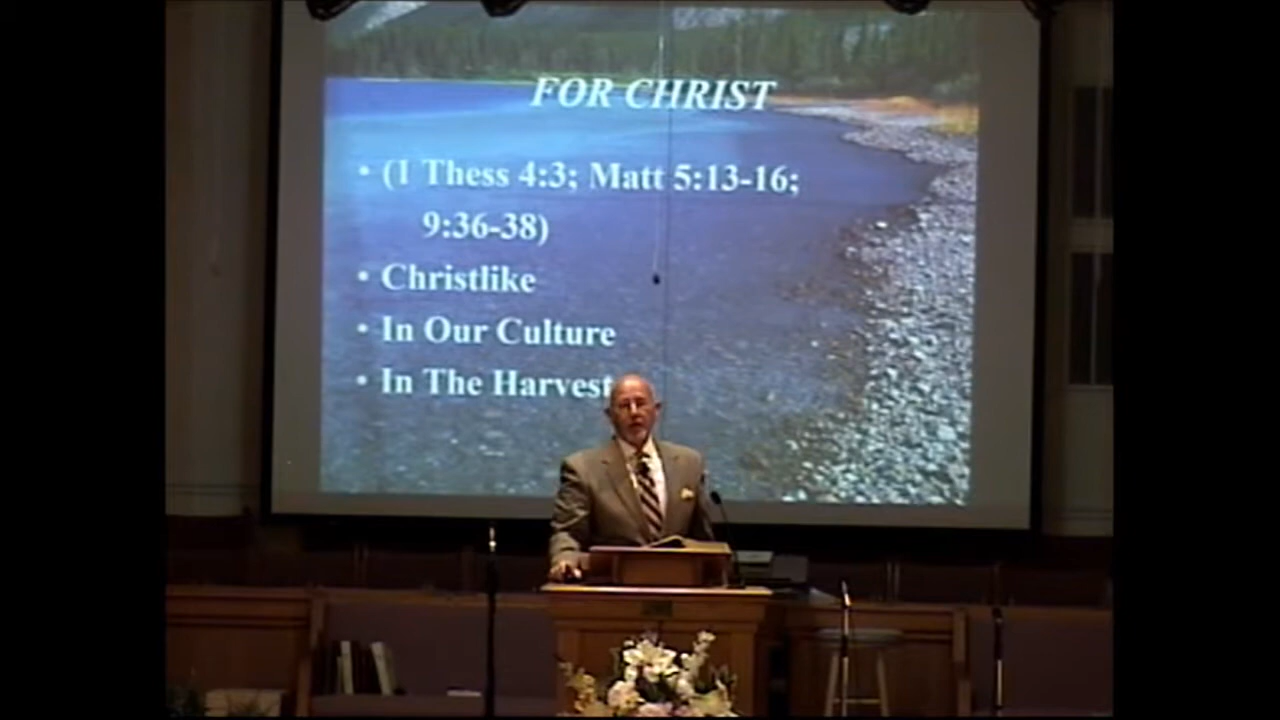 FOR CHRIST
• (1 Thess 4:3; Matt 5:13-16;
9:36-38)
• Christlike
• In Our Culture
• In The Harvest